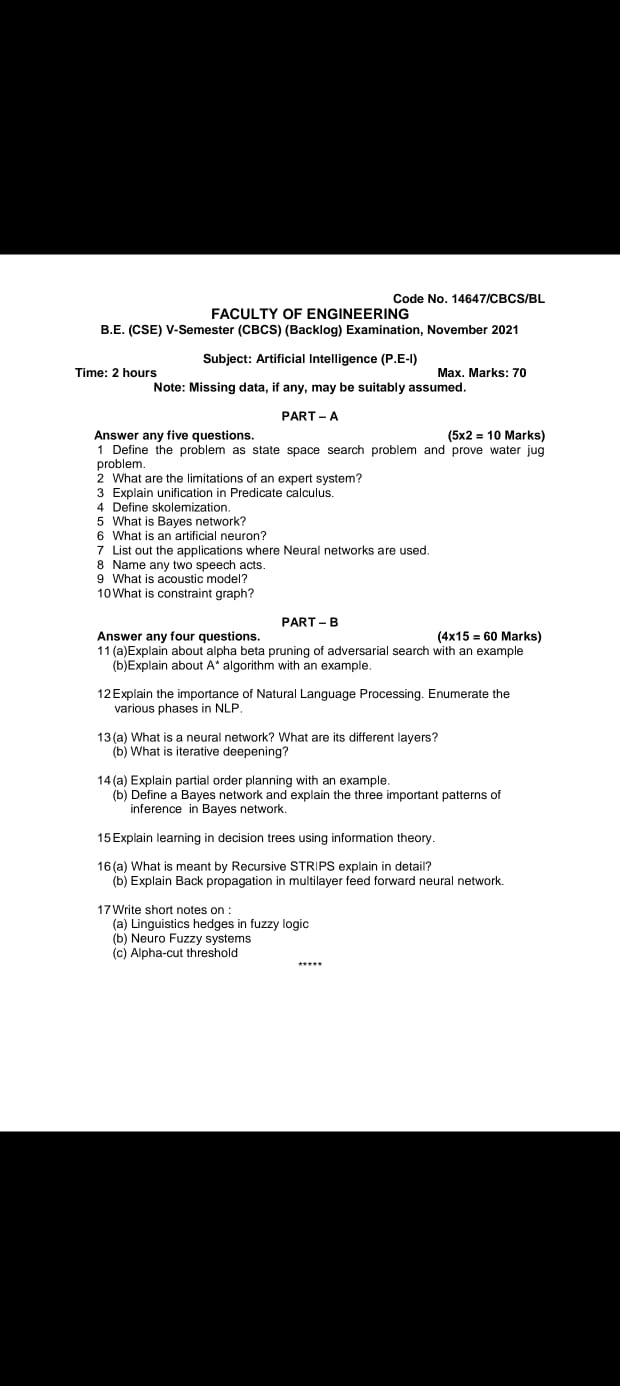 Code No. 14647/CBCS/BL
FACULTY OF ENGINEERING
B.E. (CSE) V-Semester (CBCS) (Backlog) Examination, November 2021
Subject: Artificial Intelligence (P.E-I)
Time: 2 hours Max. Marks: 70
Note: Missing data, if any, may be suitably assumed.
PART – A
Answer any five questions. (5x2 = 10 Marks)
1 Define the problem as state space search problem and prove water jug
problem.
2 What are the limitations of an expert system?
3 Explain unification in Predicate calculus.
4 Define skolemization.
5 What is Bayes network?
6 What is an artificial neuron?
7 List out the applications where Neural networks are used.
8 Name any two speech acts.
9 What is acoustic model?
10 What is constraint graph?
PART – B
Answer any four questions. (4x15 = 60 Marks)
11 (a)Explain about alpha beta pruning of adversarial search with an example
(b)Explain about A* algorithm with an example.
12 Explain the importance of Natural Language Processing. Enumerate the
various phases in NLP.
13 (a) What is a neural network? What are its different layers?
(b) What is iterative deepening?
14 (a) Explain partial order planning with an example.
(b) Define a Bayes network and explain the three important patterns of
inference in Bayes network.
15 Explain learning in decision trees using information theory.
16 (a) What is meant by Recursive STRIPS explain in detail?
(b) Explain Back propagation in multilayer feed forward neural network.
17 Write short notes on :
(a) Linguistics hedges in fuzzy logic
(b) Neuro Fuzzy systems
(c) Alpha-cut threshold
*****